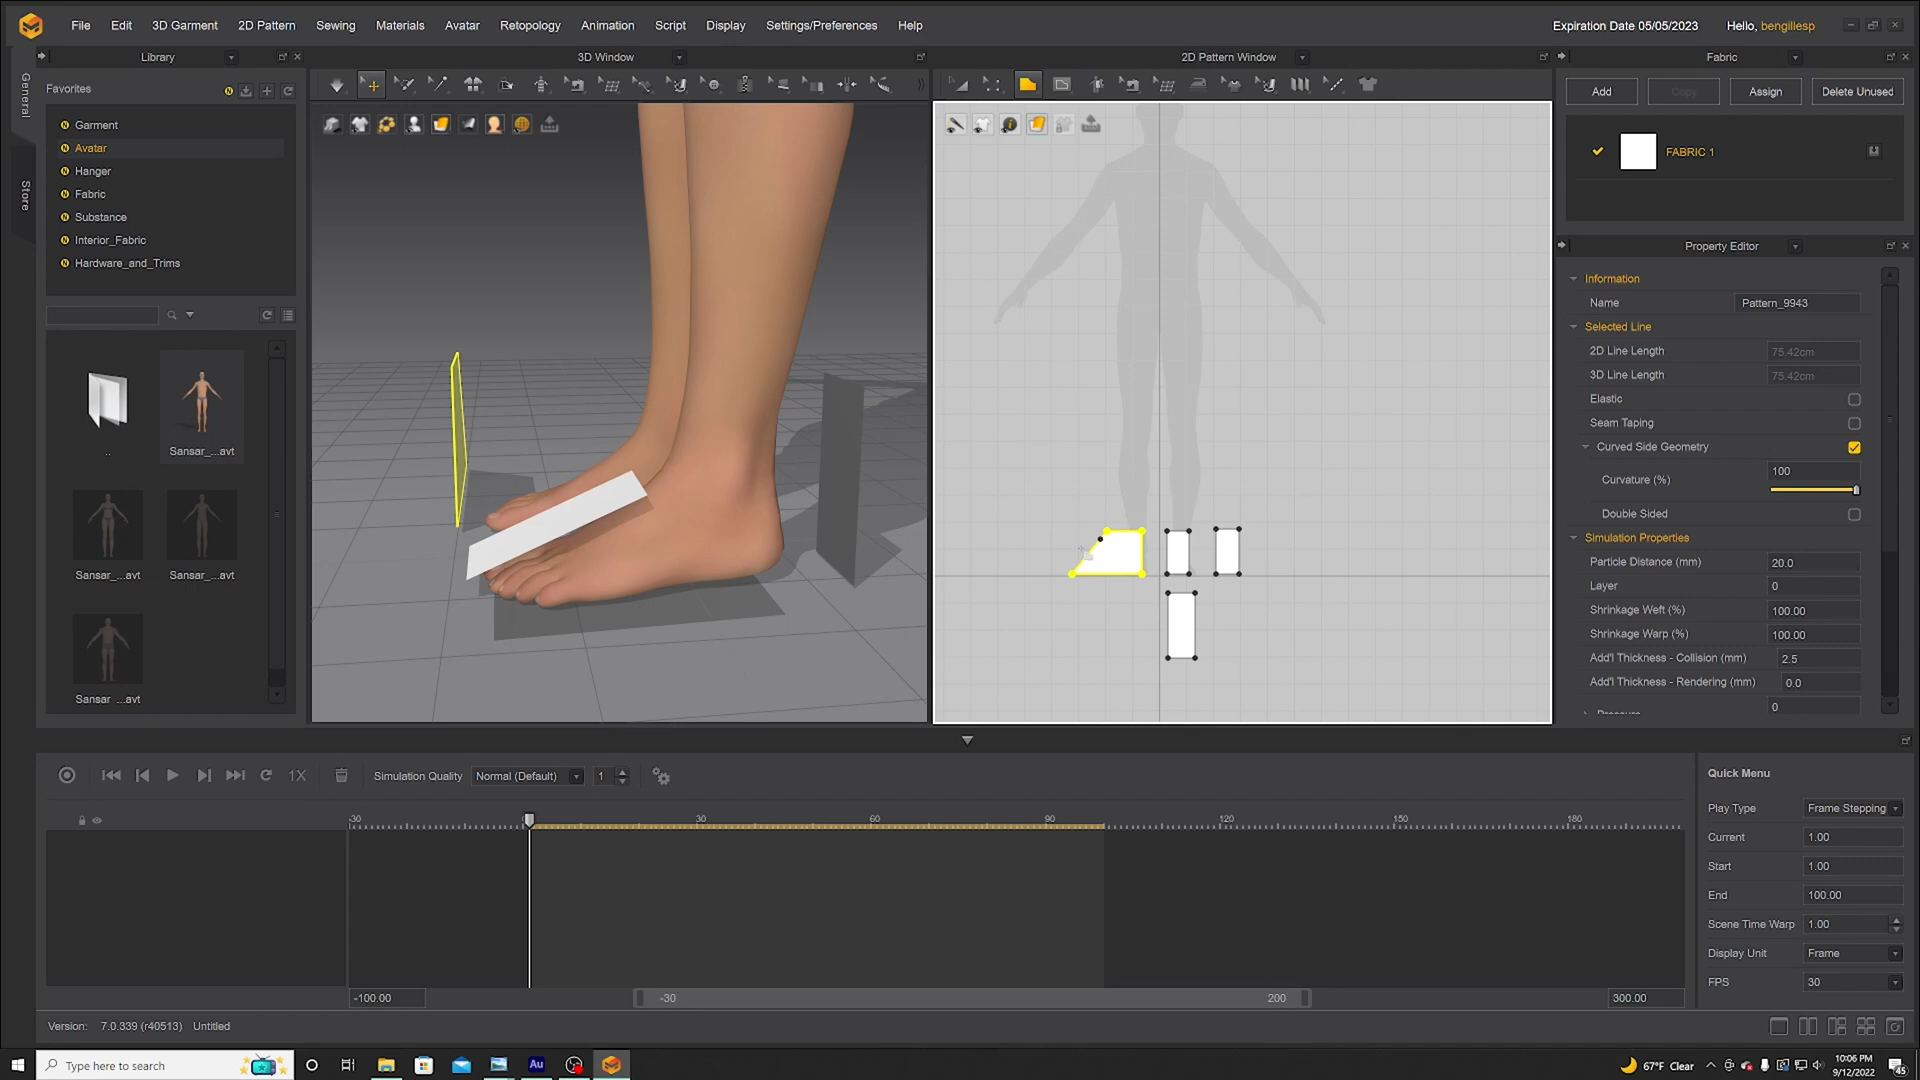 File Edit 3D Garment 2D Pattern Sewing Materials Avatar Retopology Animation Script Display Settings/Preferences Help
Expiration Date 05/05/2023 Hello, bengillesp
Library
3D Window
2D Pattern Window
Fabric
General
Store
Favorites
Garment
Avatar
Hanger
Fabric
Substance
Interior_Fabric
Hardware_and_Trims
..
Sansar_...avt
Sansar_...avt
Sansar_...avt
Sansar ...avt
Add Copy Assign Delete Unused
FABRIC 1
Property Editor
Information
Name Pattern_9943
Selected Line
2D Line Length 75.42cm
3D Line Length 75.42cm
Elastic
Seam Taping
Curved Side Geometry
Curvature (%) 100
Double Sided
Simulation Properties
Particle Distance (mm) 20.0
Layer 0
Shrinkage Weft (%) 100.00
Shrinkage Warp (%) 100.00
Add'l Thickness - Collision (mm) 2.5
Add'l Thickness - Rendering (mm) 0.0
0
1X Simulation Quality Normal (Default) 1
-30 30 60 90 120 150 180
-100.00 -30 200 300.00
Quick Menu
Play Type Frame Stepping
Current 1.00
Start 1.00
End 100.00
Scene Time Warp 1.00
Display Unit Frame
FPS 30
Version: 7.0.339 (r40513) Untitled
Type here to search
Au
67°F Clear
10:06 PM
9/12/2022
45